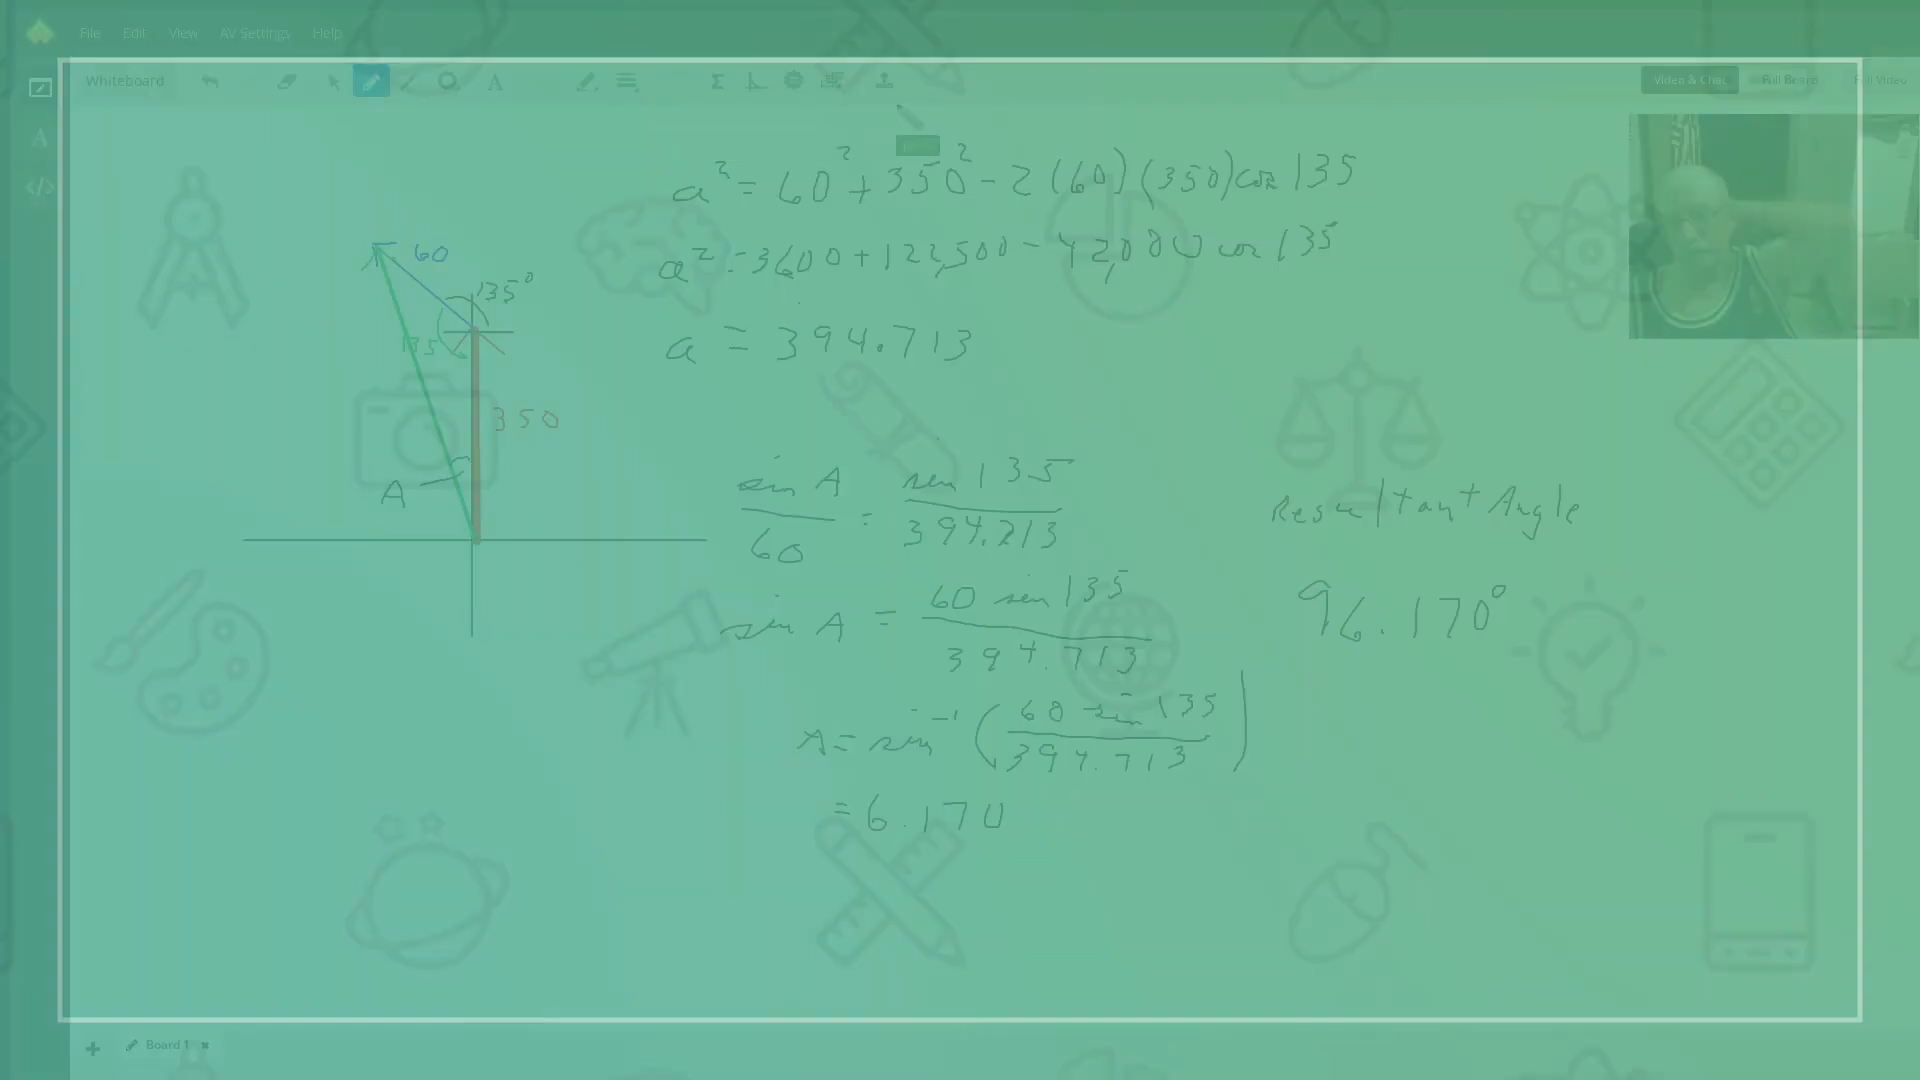 File Edit View AV Settings Help
Whiteboard A Σ Video & Chat Full Board Full Video
A
</>
a² = 60² + 350² - 2 (60) (350) cos 135
a² = 3600 + 122,500 - 42,000 cos 135
a = 394.713
60
135°
135
350
A
sin A / 60 = sin 135 / 394.713
sin A = 60 sin 135 / 394.713
A = sin⁻¹ (60 sin 135 / 394.713)
= 6.170
Resultant Angle
96.170°
+ Board 1 ×